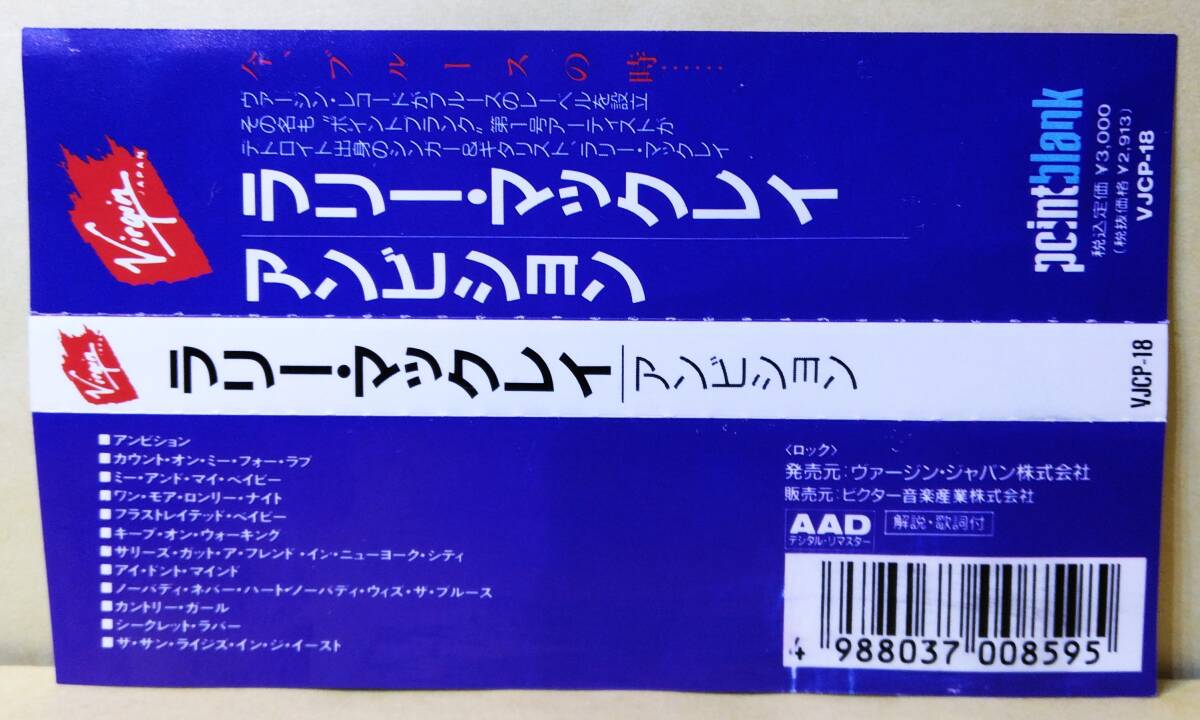 今、ブルースの時……
ヴァージン・レコードがブルースのレーベルを設立
その名も“ポイントブランク”第1号アーティストが
デトロイト出身のシンガー&ギタリスト、ラリー・マックレイ
ラリー・マックレイ
アンビション
Virgin
JAPAN
pointblank
税込定価 ¥3,000
(税抜価格 ¥2,913)
VJCP-18
Virgin
ラリー・マックレイ
アンビション
VJCP-18
■アンビション
■カウント・オン・ミー・フォー・ラブ
■ミー・アンド・マイ・ベイビー
■ワン・モア・ロンリー・ナイト
■フラストレイテッド・ベイビー
■キープ・オン・ウォーキング
■サリーズ・ガット・ア・フレンド・イン・ニューヨーク・シティ
■アイ・ドント・マインド
■ノーバディ・ネバー・ハート・ノーバディ・ウィズ・ザ・ブルース
■カントリー・ガール
■シークレット・ラバー
■ザ・サン・ライジズ・イン・ジ・イースト
〈ロック〉
発売元:ヴァージン・ジャパン株式会社
販売元:ビクター音楽産業株式会社
AAD
デジタル・リマスター
解説・歌詞付
4 988037 008595